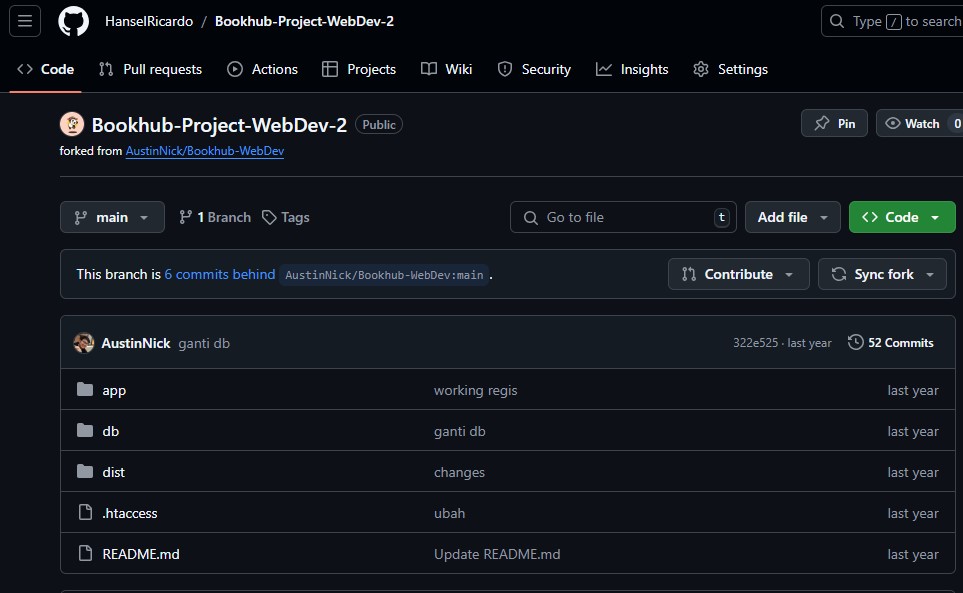 HanselRicardo / Bookhub-Project-WebDev-2
Type / to search
Code Pull requests Actions Projects Wiki Security Insights Settings
Bookhub-Project-WebDev-2 Public
Pin Watch 0
forked from AustinNick/Bookhub-WebDev
main 1 Branch Tags Go to file t Add file Code
This branch is 6 commits behind AustinNick/Bookhub-WebDev:main . Contribute Sync fork
AustinNick ganti db 322e525 · last year 52 Commits
app working regis last year
db ganti db last year
dist changes last year
.htaccess ubah last year
README.md Update README.md last year